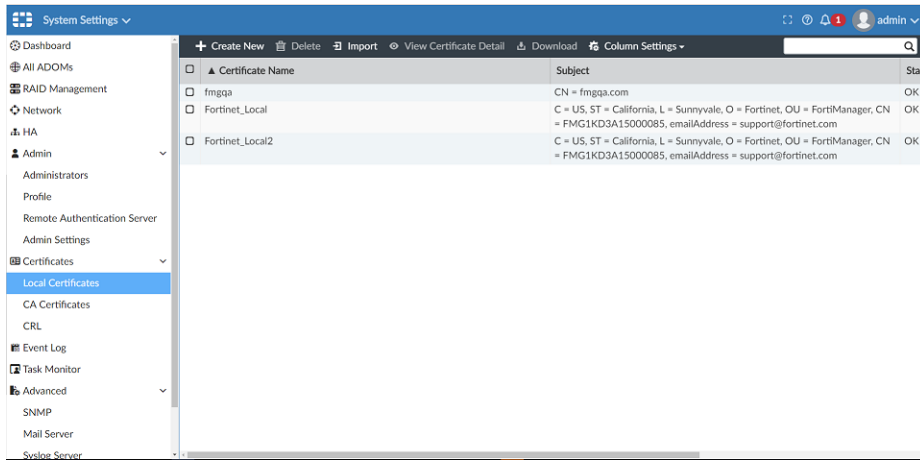 System Settings
1 admin
Dashboard
All ADOMs
RAID Management
Network
HA
Admin
Administrators
Profile
Remote Authentication Server
Admin Settings
Certificates
Local Certificates
CA Certificates
CRL
Event Log
Task Monitor
Advanced
SNMP
Mail Server
Syslog Server
+ Create New Delete Import View Certificate Detail Download Column Settings
▲ Certificate Name Subject Sta
fmgqa CN = fmgqa.com OK
Fortinet_Local C = US, ST = California, L = Sunnyvale, O = Fortinet, OU = FortiManager, CN OK
= FMG1KD3A15000085, emailAddress = support@fortinet.com
Fortinet_Local2 C = US, ST = California, L = Sunnyvale, O = Fortinet, OU = FortiManager, CN OK
= FMG1KD3A15000085, emailAddress = support@fortinet.com